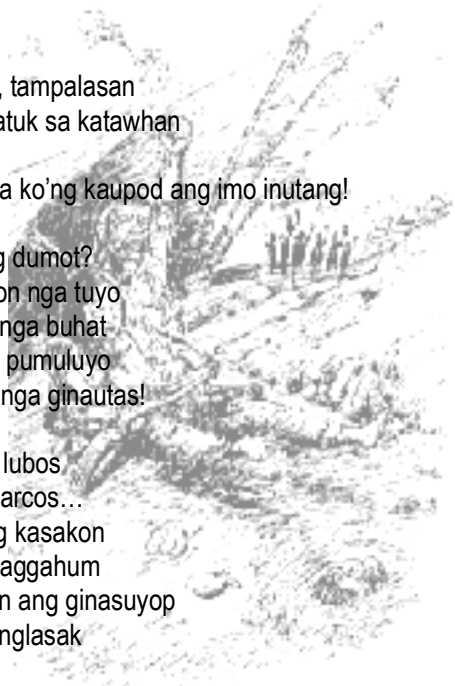 , tampalasan
atuk sa katawhan
a ko'ng kaupod ang imo inutang!
g dumot?
on nga tuyo
nga buhat
pumuluyo
nga ginautas!
lubos
arcos…
g kasakon
aggahum
n ang ginasuyop
nglasak